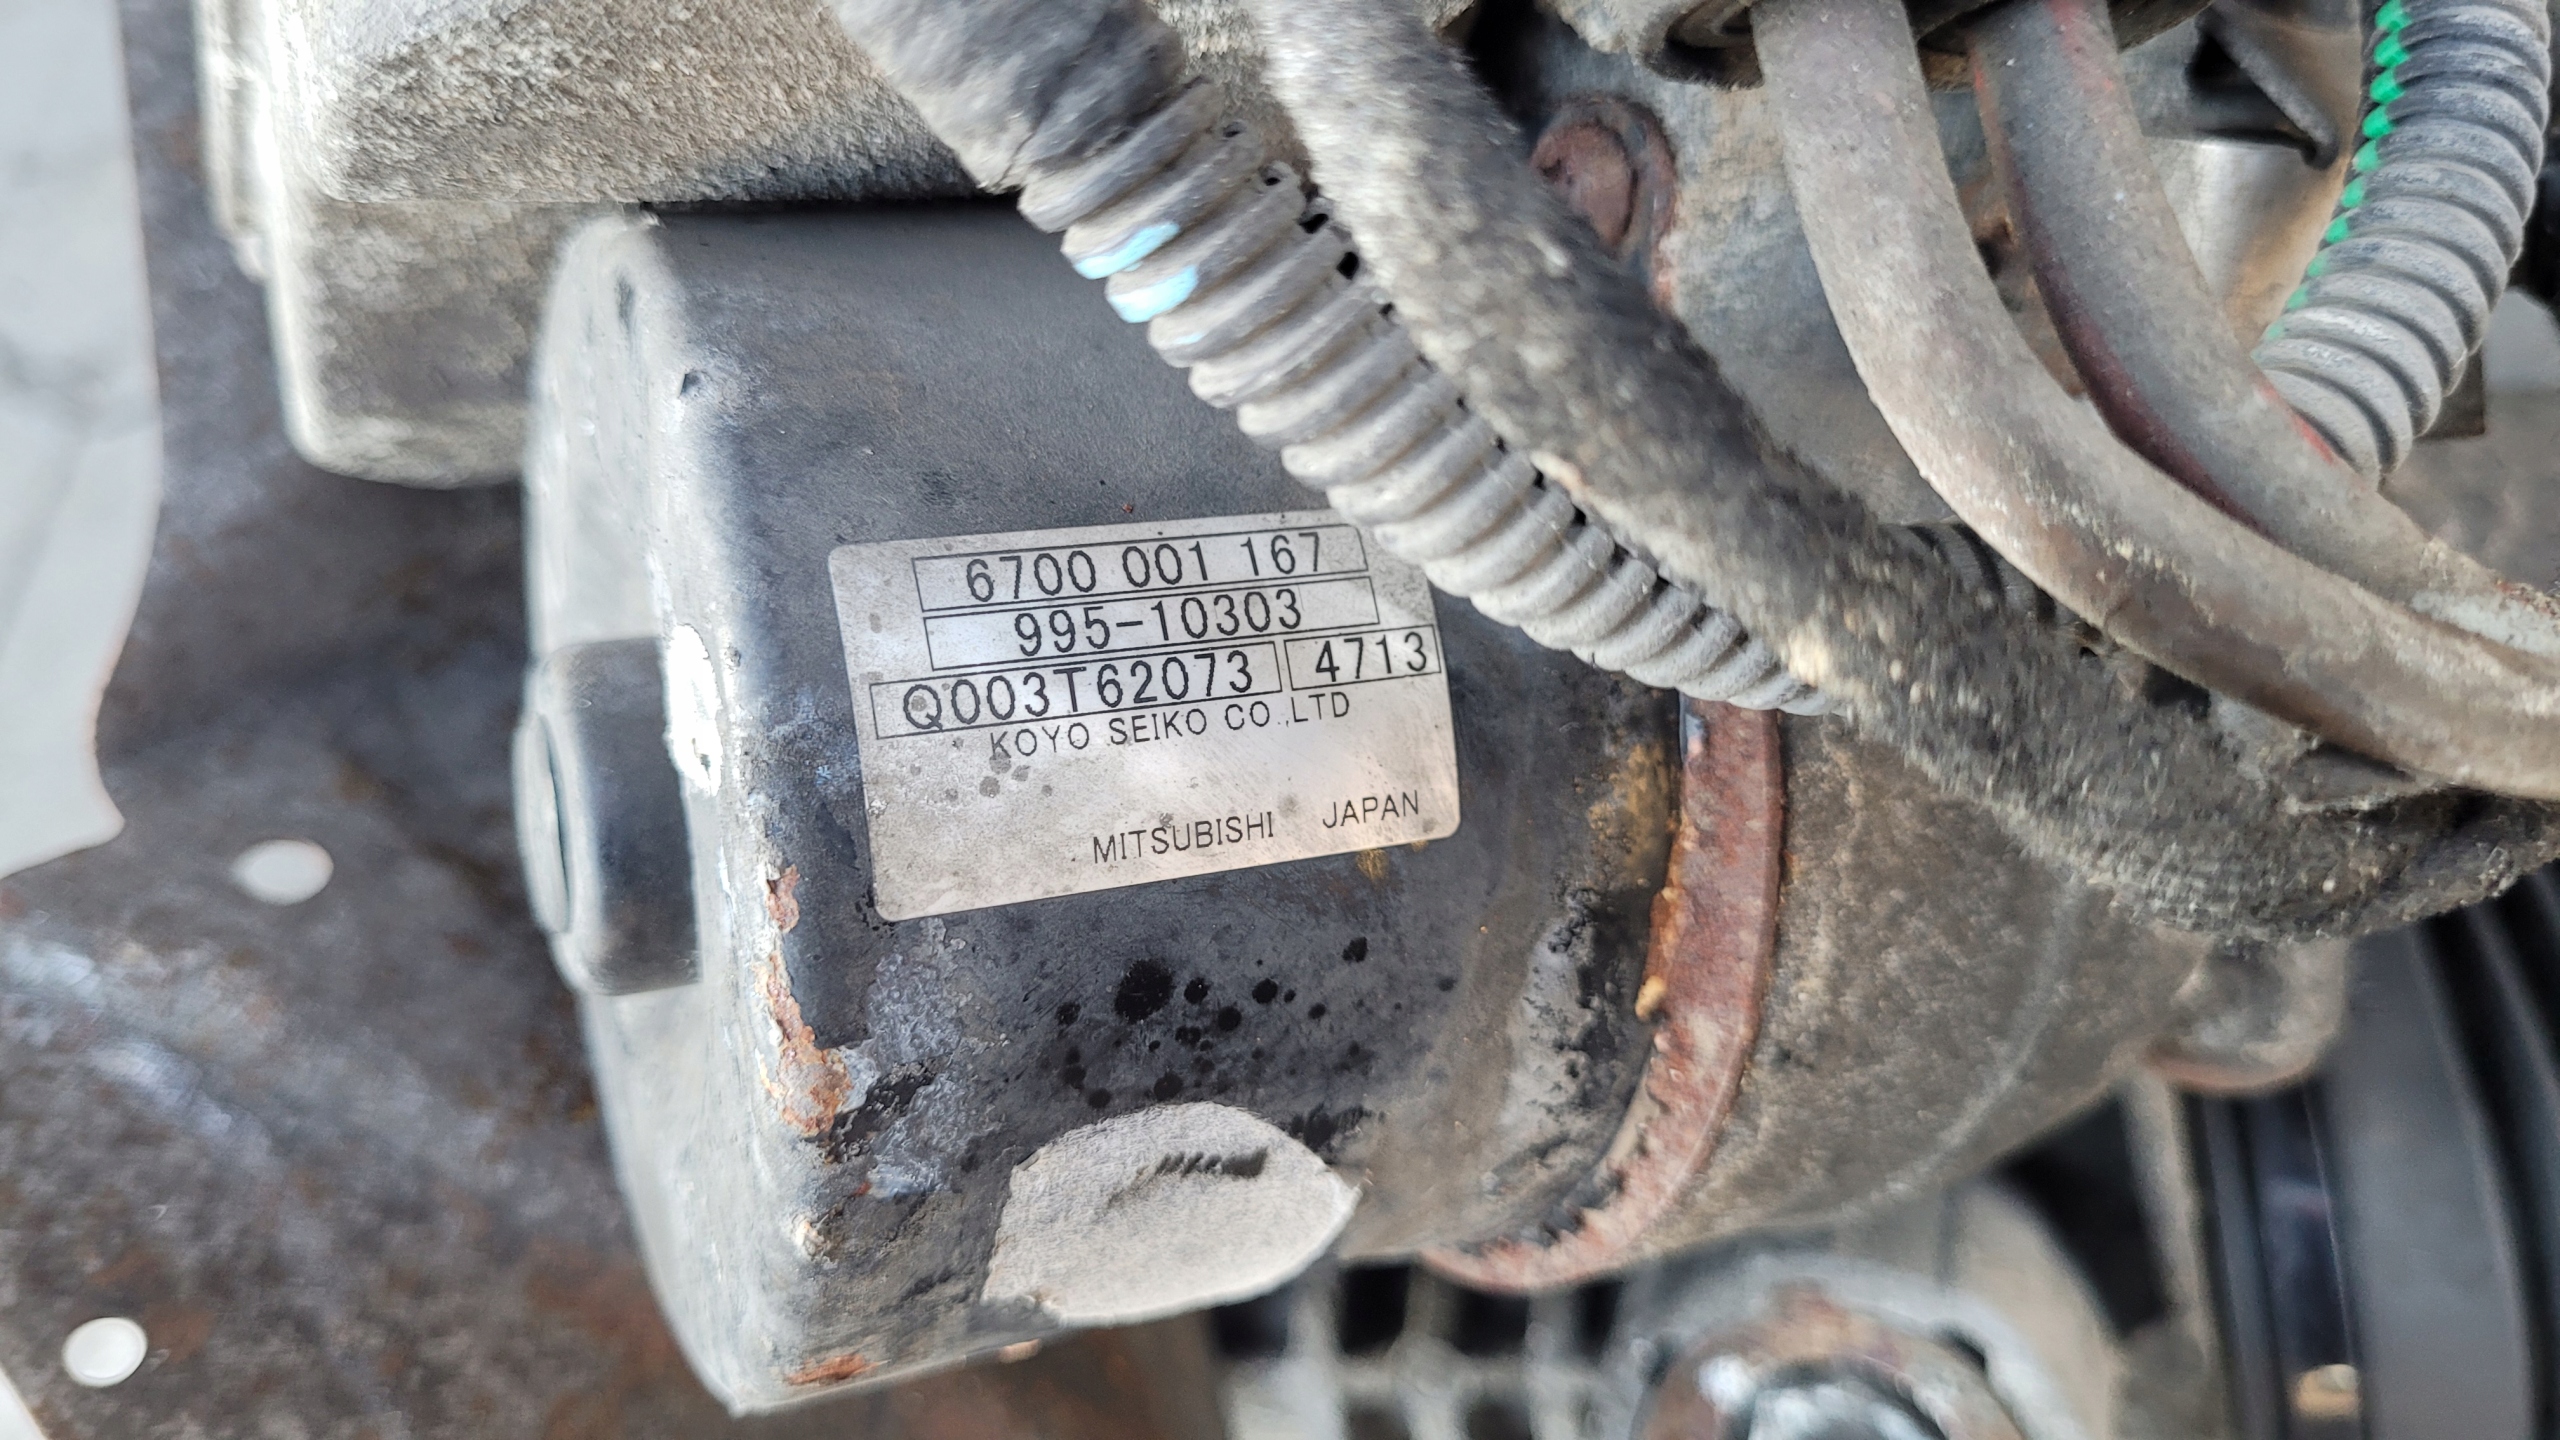 6700 001 167
995-10303
Q003T62073 4713
KOYO SEIKO CO.,LTD
MITSUBISHI JAPAN